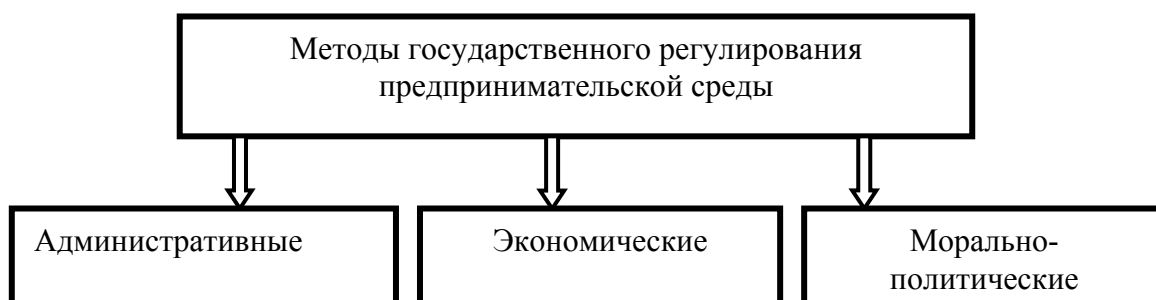 Методы государственного регулирования
предпринимательской среды
Административные
Экономические
Морально-
политические